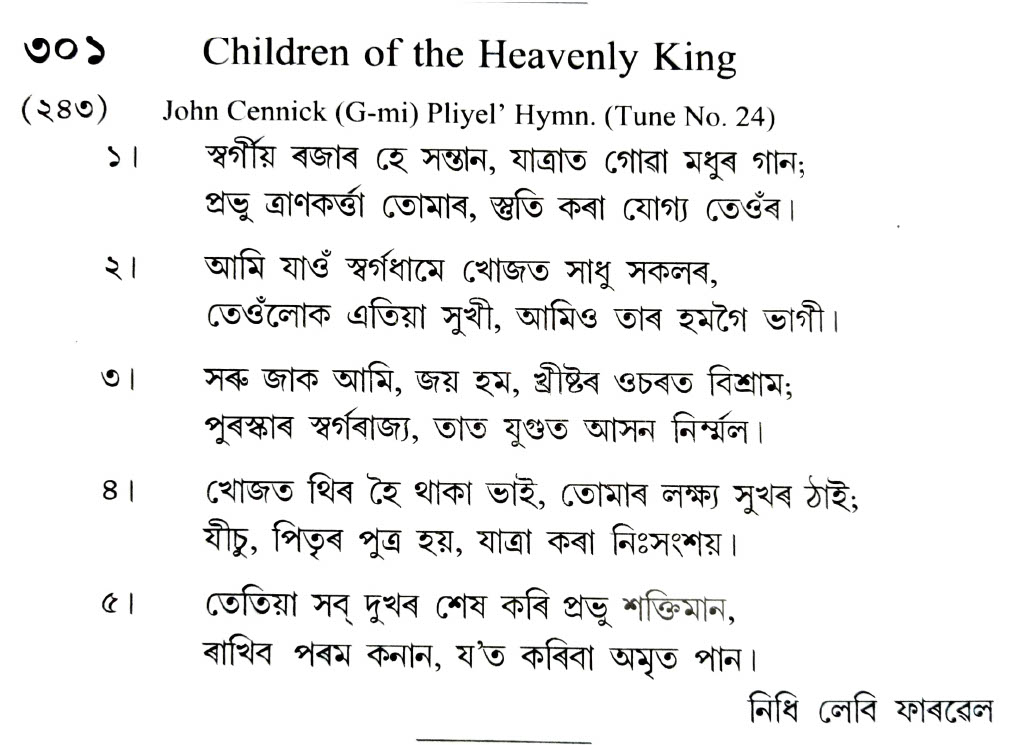 ৩০১ Children of the Heavenly King
(২৪৩) John Cennick (G-mi) Pliyel' Hymn. (Tune No. 24)
১। স্বৰ্গীয় ৰজাৰ হে সন্তান, যাত্ৰাত গোৱা মধুৰ গান;
প্ৰভু ত্ৰাণকৰ্ত্তা তোমাৰ, স্তুতি কৰা যোগ্য তেওঁৰ।
২। আমি যাওঁ স্বৰ্গধামে খোজত সাধু সকলৰ,
তেওঁলোক এতিয়া সুখী, আমিও তাৰ হমগৈ ভাগী।
৩। সৰু জাক আমি, জয় হম, খ্ৰীষ্টৰ ওচৰত বিশ্ৰাম;
পুৰস্কাৰ স্বৰ্গৰাজ্য, তাত যুগুত আসন নিৰ্ম্মল।
৪। খোজত থিৰ হৈ থাকা ভাই, তোমাৰ লক্ষ্য সুখৰ ঠাই;
যীচু, পিতৃৰ পুত্ৰ হয়, যাত্ৰা কৰা নিঃসংশয়।
৫। তেতিয়া সব্ দুখৰ শেষ কৰি প্ৰভু শক্তিমান,
ৰাখিব পৰম কনান, য'ত কৰিবা অমৃত পান।
নিধি লেবি ফাৰৱেল